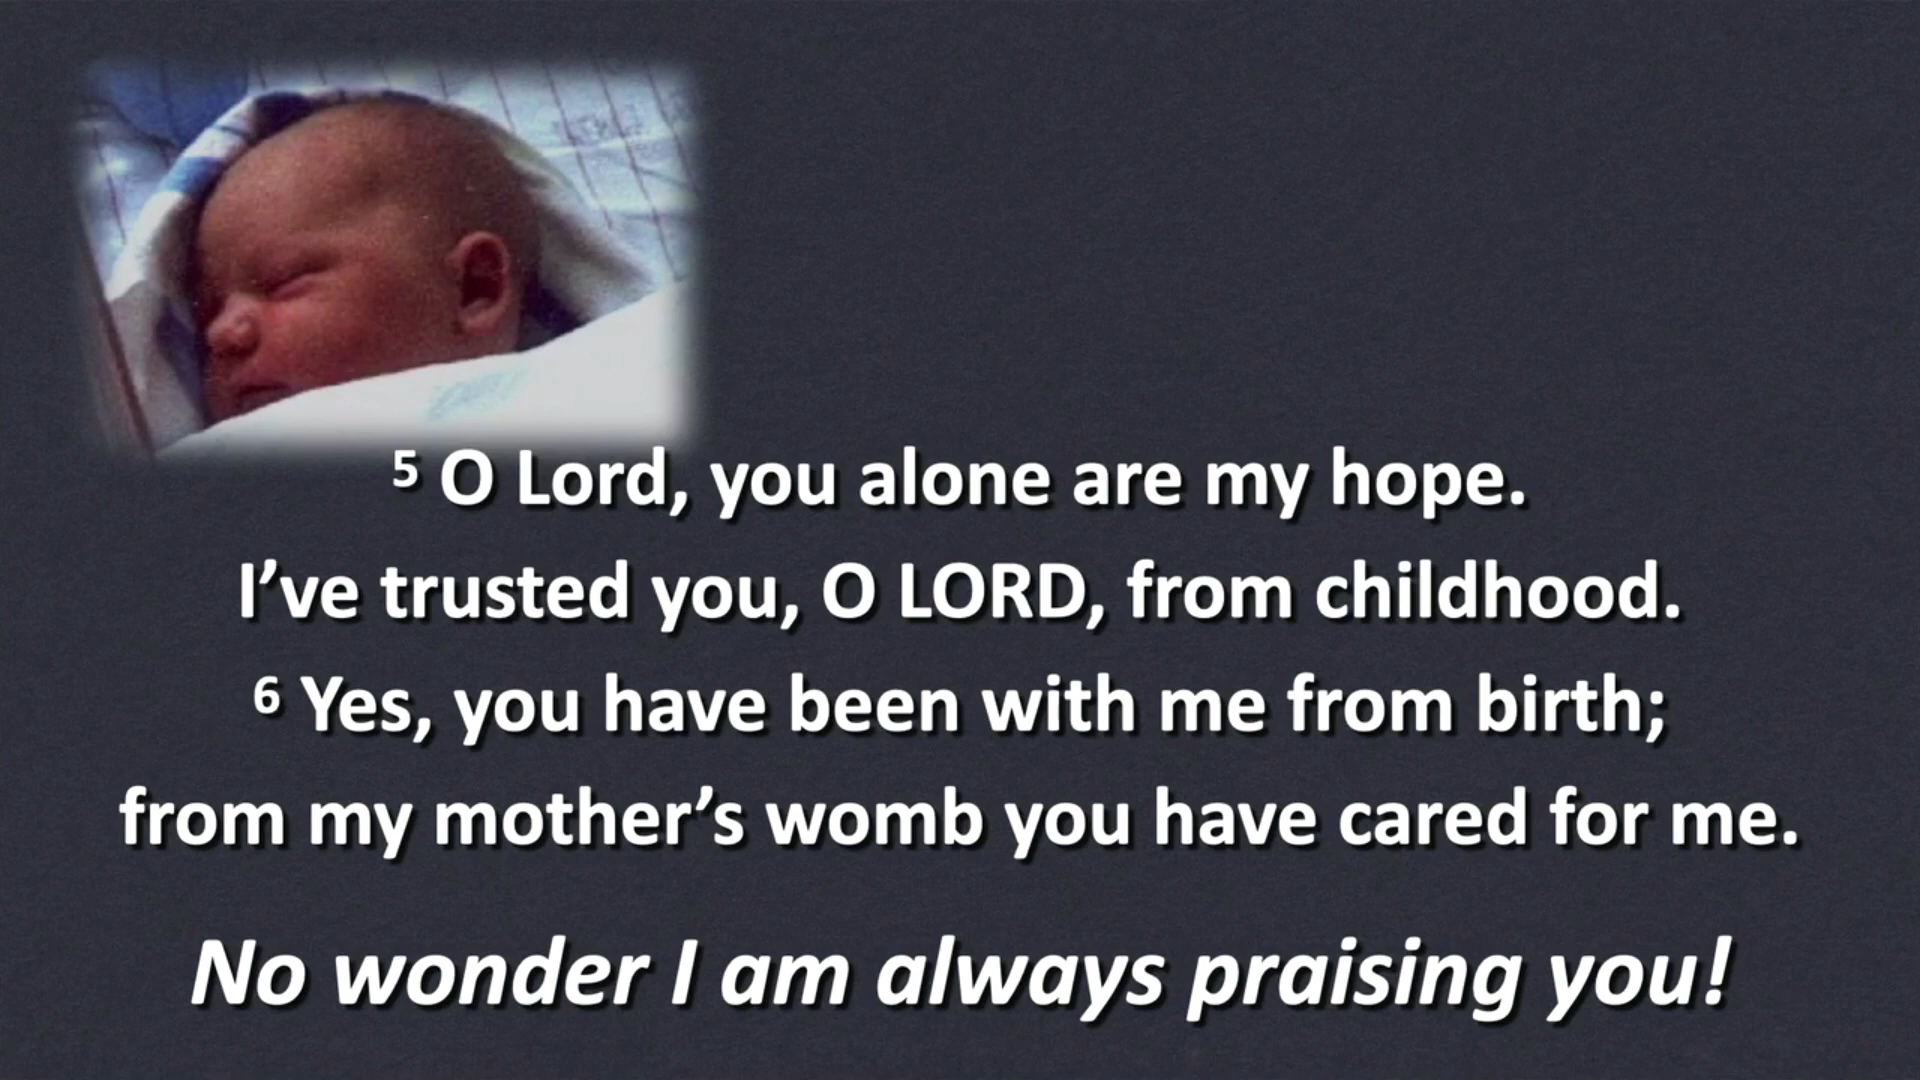 5 O Lord, you alone are my hope.
I’ve trusted you, O LORD, from childhood.
6 Yes, you have been with me from birth;
from my mother’s womb you have cared for me.
No wonder I am always praising you!